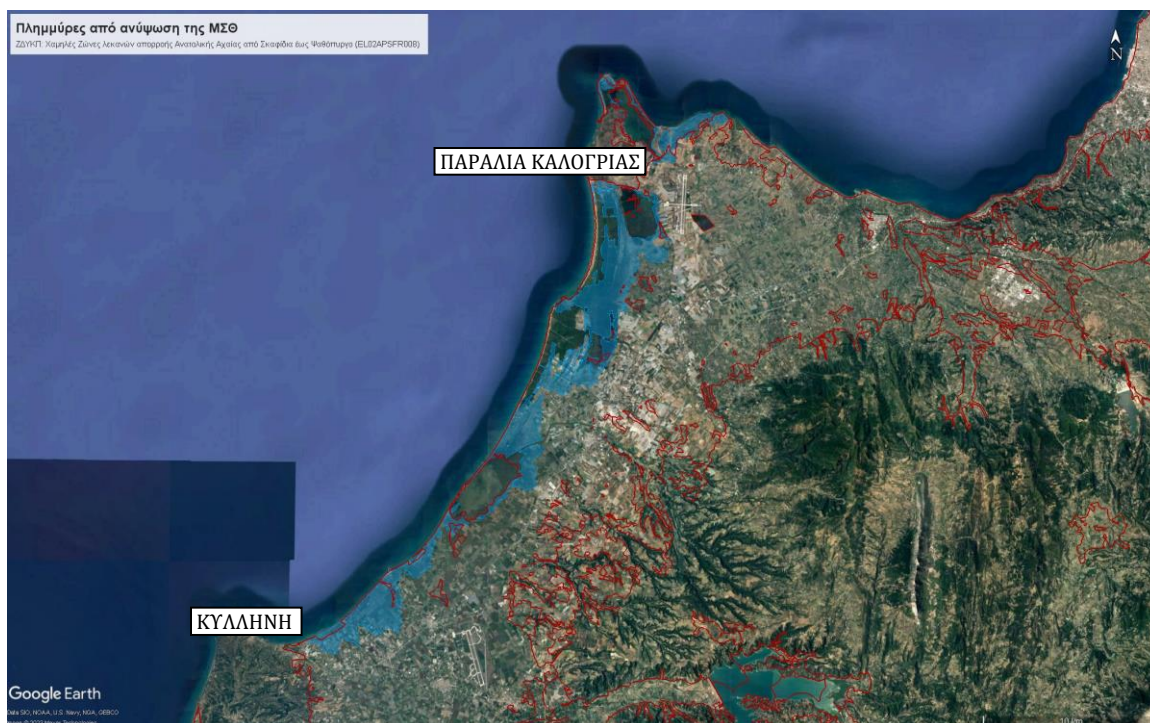 Πλημμύρες από ανύψωση της ΜΣΘ
ΖΔΥΚΠ: Χαμηλές Ζώνες λεκανών απορροής Ανατολικής Αχαΐας από Σκαφίδια έως Ψαθόπυργο (EL02APSFR008)
N
ΠΑΡΑΛΙΑ ΚΑΛΟΓΡΙΑΣ
ΚΥΛΛΗΝΗ
Google Earth
Data SIO, NOAA, U.S. Navy, NGA, GEBCO